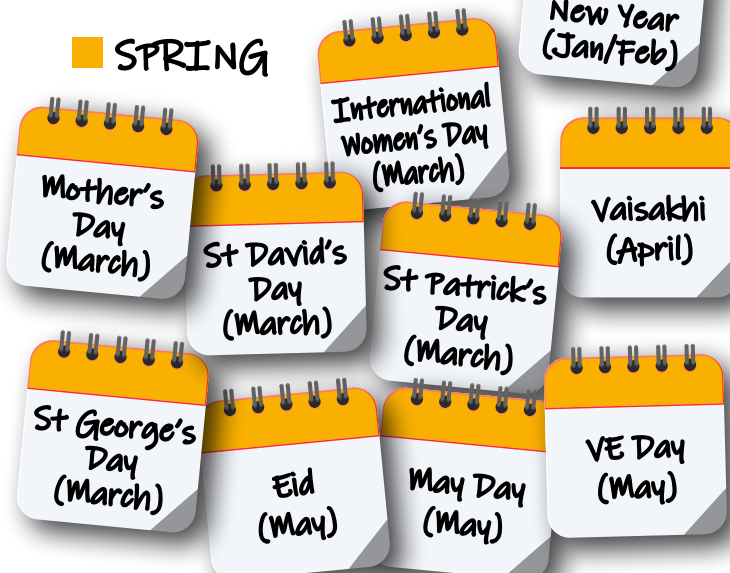 New Year
(Jan/Feb)
SPRING
International
Women's Day
(March)
Mother's
Day
(March)
St David's
Day
(March)
St Patrick's
Day
(March)
Vaisakhi
(April)
St George's
Day
(March)
Eid
(May)
May Day
(May)
VE Day
(May)